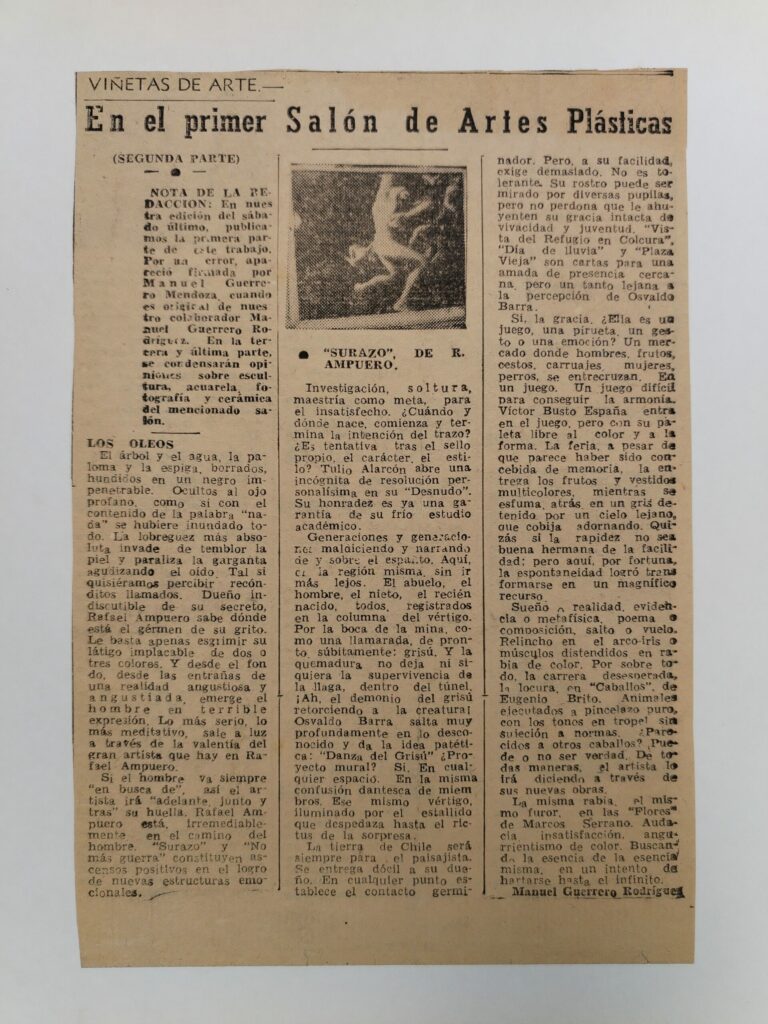 VIÑETAS DE ARTE.—
En el primer Salón de Artes Plásticas
(SEGUNDA PARTE)
NOTA DE LA RE-
DACCION: En nues
tra edición del sába
do último, publica-
mos la primera par-
te de este trabajo.
Por un error, apa-
reció firmada por
Manuel Guerre-
ro Mendoza, cuando
es original de nues
tro colaborador Ma-
nuel Guerrero Ro-
dríguez. En la ter-
cera y última parte,
se condensarán opi-
niones sobre escul-
tura, acuarela, fo-
tografía y cerámica
del mencionado sa-
lón.
LOS OLEOS
El árbol y el agua, la pa-
loma y la espiga, borrados,
hundidos en un negro im-
penetrable. Ocultos al ojo
profano, como si con el
contenido de la palabra "na-
da" se hubiere inundado to-
do. La lobreguez más abso-
luta invade de temblor la
piel y paraliza la garganta
agudizando el oído. Tal si
quisiéramos percibir recón-
ditos llamados. Dueño in-
discutible de su secreto,
Rafael Ampuero sabe dónde
está el gérmen de su grito.
Le basta apenas esgrimir su
látigo implacable de dos o
tres colores. Y desde el fon
do, desde las entrañas de
una realidad angustiosa y
angustiada, emerge el
hombre en terrible
expresión. Lo más serio, lo
más meditativo, sale a luz
a través de la valentía del
gran artista que hay en Ra-
fael Ampuero.
Si el hombre va siempre
"en busca de", así el ar-
tista irá "adelante, junto y
tras" su huella. Rafael Am-
puero está, irremediable-
mente en el camino del
hombre. "Surazo" y "No
más guerra" constituyen as-
censos positivos en el logro
de nuevas estructuras emo-
cionales.
● "SURAZO", DE R.
AMPUERO.
Investigación, soltura,
maestría como meta, para
el insatisfecho. ¿Cuándo y
dónde nace, comienza y ter-
mina la intención del trazo?
¿Es tentativa tras el sello
propio, el carácter, el esti-
lo? Tulio Alarcón abre una
incógnita de resolución per-
sonalísima en su "Desnudo".
Su honradez es ya una ga-
rantía de su frío estudio
académico.
Generaciones y generacio-
nes maldiciendo y narrando
de y sobre el espanto. Aquí,
en la región misma, sin ir
más lejos. El abuelo, el
hombre, el nieto, el recién
nacido, todos, registrados
en la columna del vértigo.
Por la boca de la mina, co-
mo una llamarada, de pron-
to, súbitamente: grisú. Y la
quemadura no deja ni si-
quiera la supervivencia de
la llaga, dentro del túnel.
¡Ah, el demonio del grisú
retorciendo a la creatura!
Osvaldo Barra salta muy
profundamente en lo desco-
nocido y da la idea patéti-
ca: "Danza del Grisú" ¿Pro-
yecto mural? Sí. En cual-
quier espacio. En la misma
confusión dantesca de miem
bros. Ese mismo vértigo,
iluminado por el estallido
que despedaza hasta el ric-
tus de la sorpresa.
La tierra de Chile será
siempre para el paisajista.
Se entrega dócil a su due-
ño. En cualquier punto es-
tablece el contacto germi-
nador. Pero, a su facilidad,
exige demasiado. No es to-
lerante. Su rostro puede ser
mirado por diversas pupilas,
pero no perdona que le ahu-
yenten su gracia intacta de
vivacidad y juventud. "Vis-
ta del Refugio en Colcura",
"Día de lluvia" y "Plaza
Vieja" son cartas para una
amada de presencia cerca-
na, pero un tanto lejana a
la percepción de Osvaldo
Barra.
Si, la gracia. ¿Ella es un
juego, una pirueta, un ges-
to o una emoción? Un mer-
cado donde hombres, frutos,
cestos, carruajes, mujeres,
perros, se entrecruzan. En
un juego. Un juego difícil
para conseguir la armonía.
Víctor Busto España entra
en el juego, pero con su pa-
leta libre al color y a la
forma. La feria, a pesar de
que parece haber sido con-
cebida de memoria, la en-
trega los frutos y vestidos
multicolores, mientras se
esfuma, atrás en un gris de-
tenido por un cielo lejano,
que cobija adornando. Qui-
zás si la rapidez no sea
buena hermana de la facili-
dad; pero aquí, por fortuna,
la espontaneidad logró trans
formarse en un magnífico
recurso
Sueño o realidad, eviden-
cia o metafísica, poema o
composición, salto o vuelo.
Relincho en el arco-iris o
músculos distendidos en ra-
bia de color. Por sobre to-
do, la carrera desesperada,
la locura, en "Caballos", de
Eugenio Brito. Animales
ejecutados a pincelazo puro,
con los tonos en tropel sin
sujeción a normas. ¿Pare-
cidos a otros caballos? Pue-
de o no ser verdad. De to-
das maneras, el artista lo
irá diciendo a través de
sus nuevas obras.
La misma rabia, el mis-
mo furor, en las "Flores"
de Marcos Serrano. Auda-
cia insatisfacción, angu-
rrientismo de color. Buscan-
do la esencia de la esencia
misma, en un intento de
hartarse hasta el infinito.
Manuel Guerrero Rodríguez